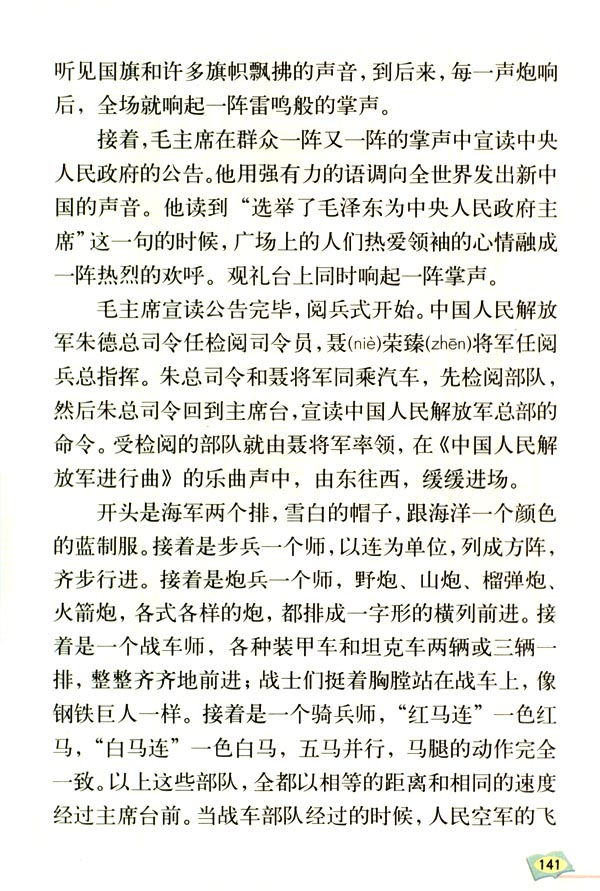 听见国旗和许多旗帜飘拂的声音，到后来，每一声炮响
后，全场就响起一阵雷鸣般的掌声。
接着，毛主席在群众一阵又一阵的掌声中宣读中央
人民政府的公告。他用强有力的语调向全世界发出新中
国的声音。他读到“选举了毛泽东为中央人民政府主
席”这一句的时候，广场上的人们热爱领袖的心情融成
一阵热烈的欢呼。观礼台上同时响起一阵掌声。
毛主席宣读公告完毕，阅兵式开始。中国人民解放
军朱德总司令任检阅司令员，聂(niè)荣臻(zhēn)将军任阅
兵总指挥。朱总司令和聂将军同乘汽车，先检阅部队，
然后朱总司令回到主席台，宣读中国人民解放军总部的
命令。受检阅的部队就由聂将军率领，在《中国人民解
放军进行曲》的乐曲声中，由东往西，缓缓进场。
开头是海军两个排，雪白的帽子，跟海洋一个颜色
的蓝制服。接着是步兵一个师，以连为单位，列成方阵，
齐步行进。接着是炮兵一个师，野炮、山炮、榴弹炮、
火箭炮，各式各样的炮，都排成一字形的横列前进。接
着是一个战车师，各种装甲车和坦克车两辆或三辆一
排，整整齐齐地前进；战士们挺着胸膛站在战车上，像
钢铁巨人一样。接着是一个骑兵师，“红马连”一色红
马，“白马连”一色白马，五马并行，马腿的动作完全
一致。以上这些部队，全都以相等的距离和相同的速度
经过主席台前。当战车部队经过的时候，人民空军的飞
141